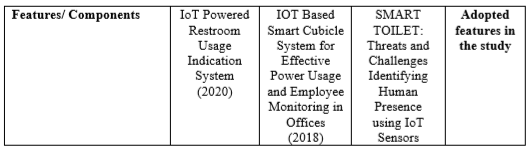 Features/ Components
IoT Powered
Restroom
Usage
Indication
System
(2020)
IOT Based
Smart Cubicle
System for
Effective
Power Usage
and Employee
Monitoring in
Offices
(2018)
SMART
TOILET:
Threats and
Challenges
Identifying
Human
Presence
using IoT
Sensors
Adopted
features in
the study